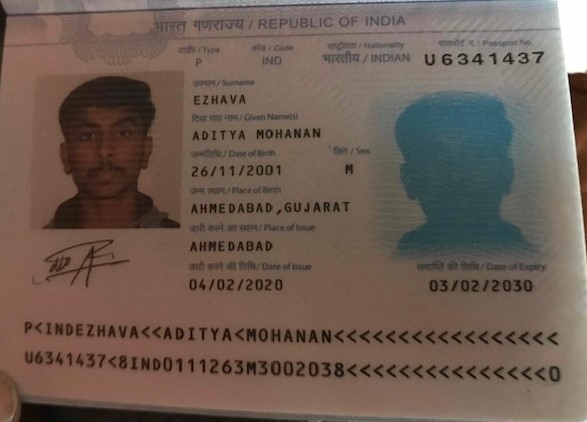 भारत गणराज्य / REPUBLIC OF INDIA
टाईप / Type कोड / Code राष्ट्रीयता / Nationality पासपोर्ट न. / Passport No.
P IND भारतीय / INDIAN U6341437
उपनाम / Surname
EZHAVA
दिया गया नाम / Given Name(s)
ADITYA MOHANAN
जन्मतिथि / Date of Birth लिंग / Sex
26/11/2001 M
जन्म स्थान / Place of Birth
AHMEDABAD,GUJARAT
जारी करने का स्थान / Place of Issue
AHMEDABAD
जारी करने की तिथि / Date of Issue समाप्ति की तिथि / Date of Expiry
04/02/2020 03/02/2030
P<INDEZHAVA<<ADITYA<MOHANAN<<<<<<<<<<<<<<<<<
U6341437<8IND0111263M3002038<<<<<<<<<<<<<<<0